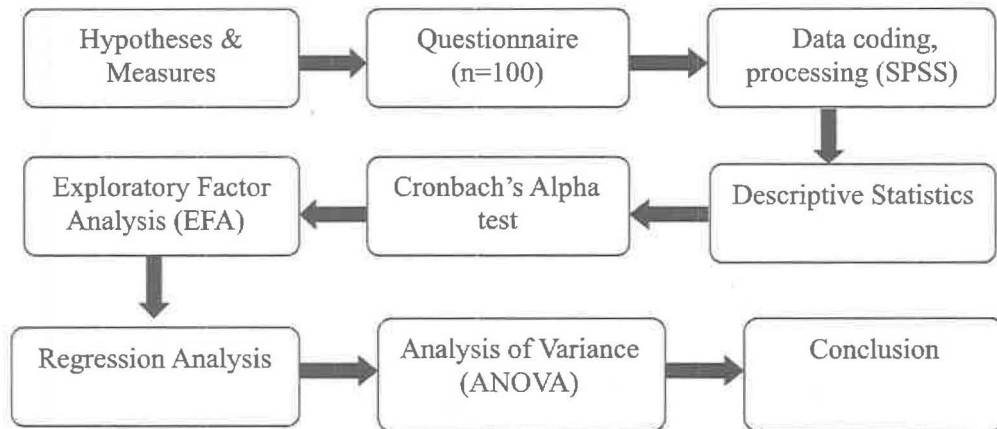 Hypotheses &
Measures
Questionnaire
(n=100)
Data coding,
processing (SPSS)
Descriptive Statistics
Cronbach's Alpha
test
Exploratory Factor
Analysis (EFA)
Regression Analysis
Analysis of Variance
(ANOVA)
Conclusion